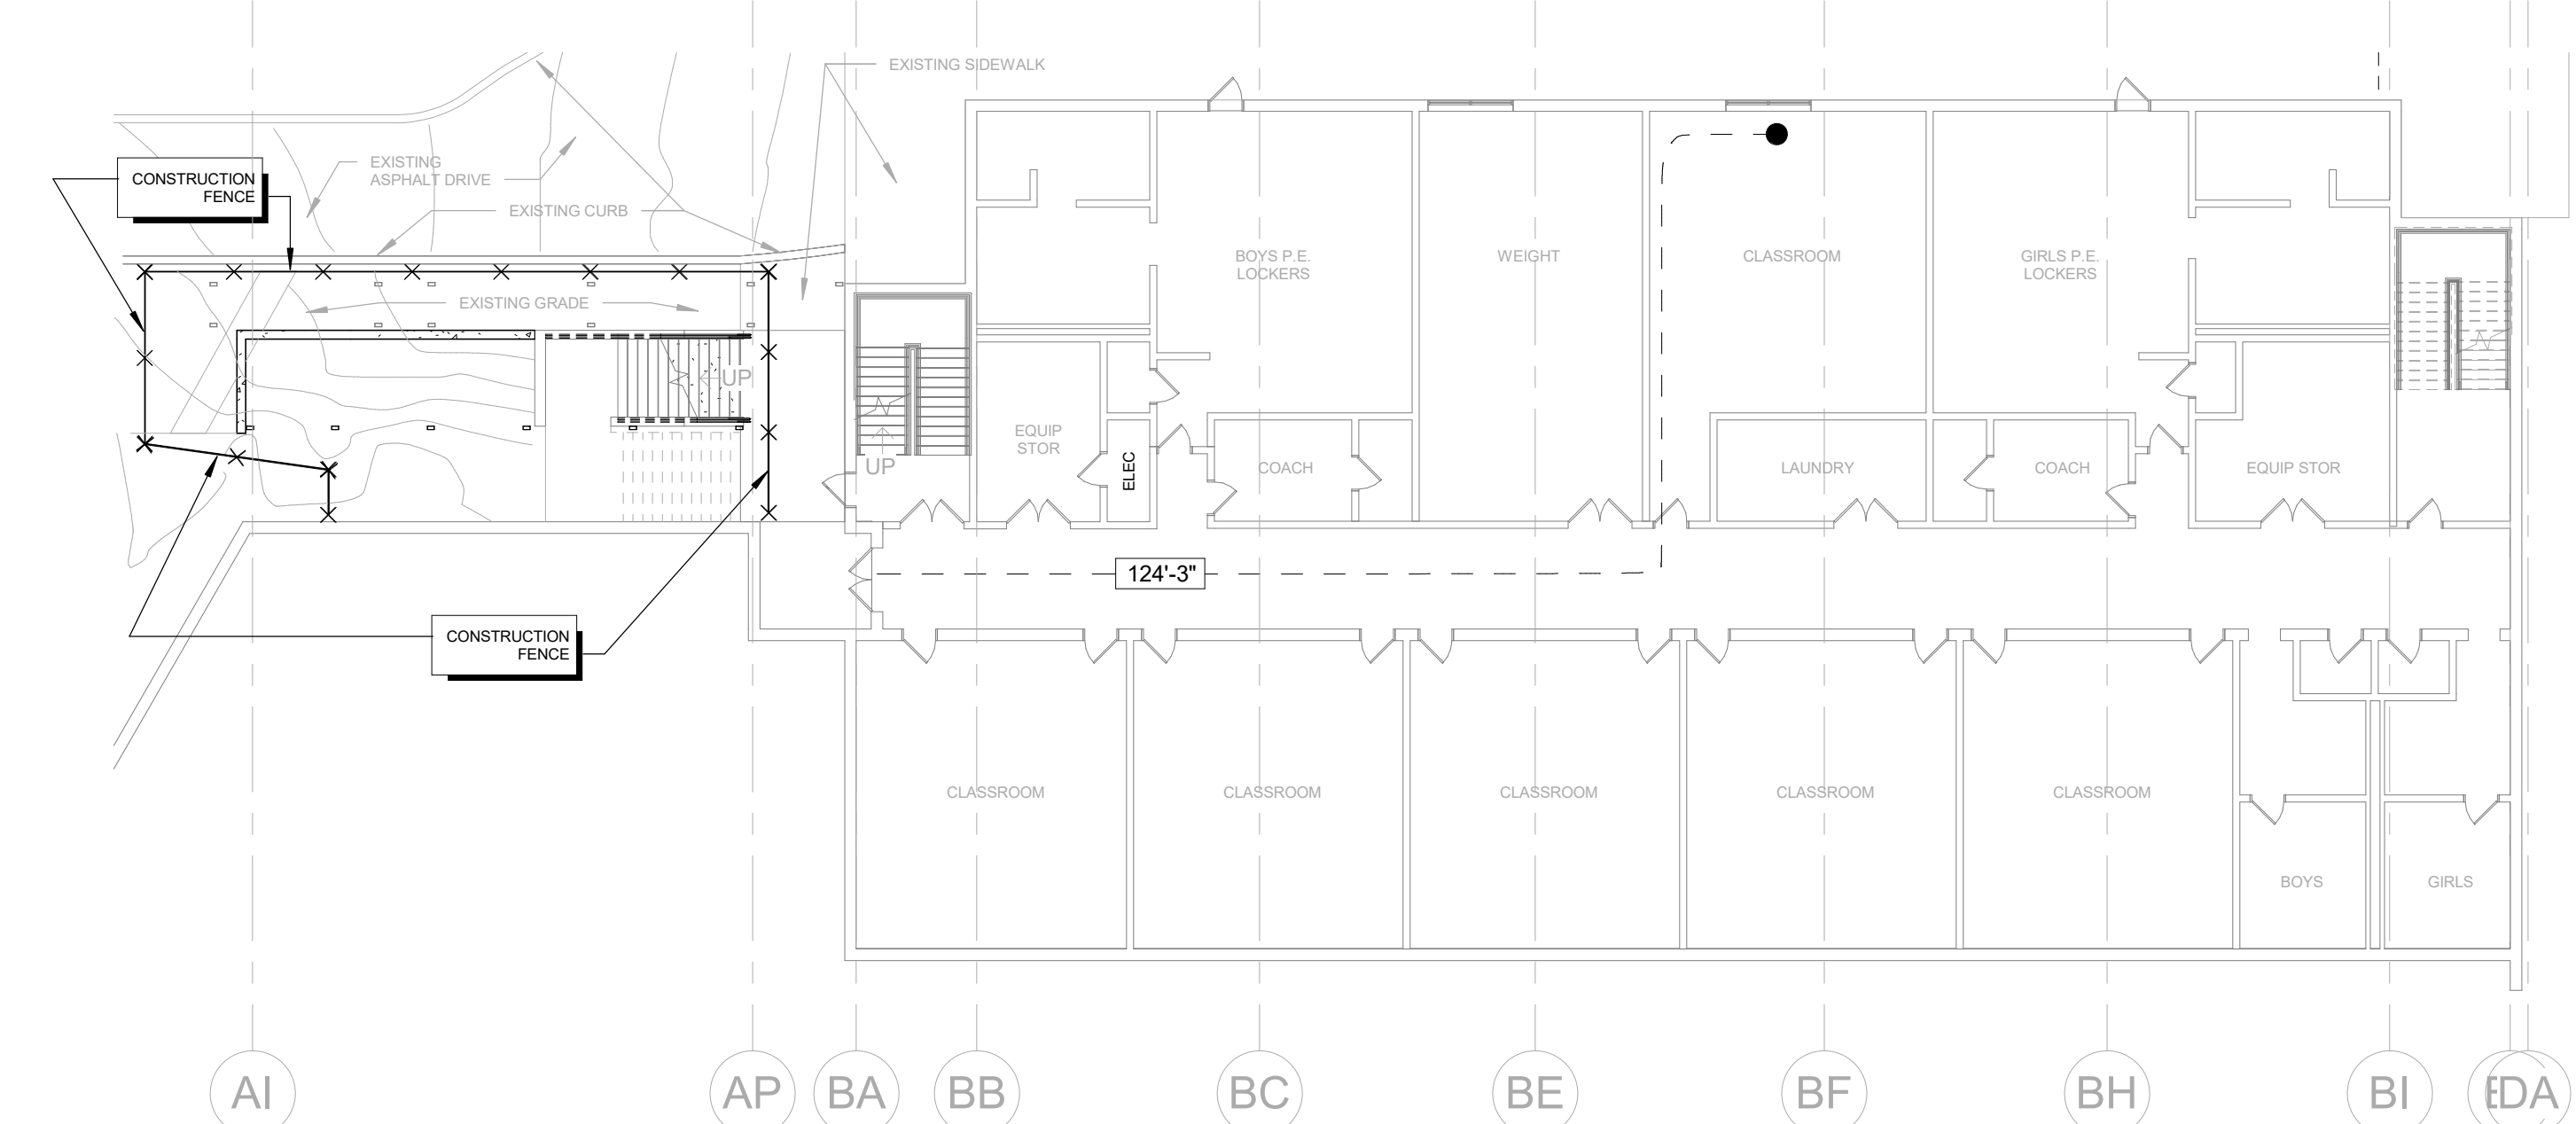 EXISTING SIDEWALK
EXISTING
ASPHALT DRIVE
CONSTRUCTION
FENCE
EXISTING CURB
EXISTING GRADE
BOYS P.E.
LOCKERS
WEIGHT
CLASSROOM
GIRLS P.E.
LOCKERS
UP
UP
EQUIP
STOR
ELEC
COACH
LAUNDRY
COACH
EQUIP STOR
124'-3"
CONSTRUCTION
FENCE
CLASSROOM
CLASSROOM
CLASSROOM
CLASSROOM
CLASSROOM
BOYS
GIRLS
AI
AP
BA
BB
BC
BE
BF
BH
BI
DA